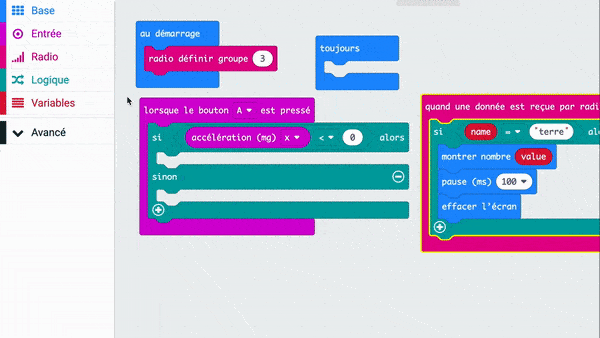 Base
Entrée
Radio
Logique
Variables
Avancé
au démarrage
radio définir groupe 3
toujours
lorsque le bouton A est pressé
si accélération (mg) x < 0 alors
sinon
quand une donnée est reçue par radi
si name = "terre" alo
montrer nombre value
pause (ms) 100
effacer l'écran